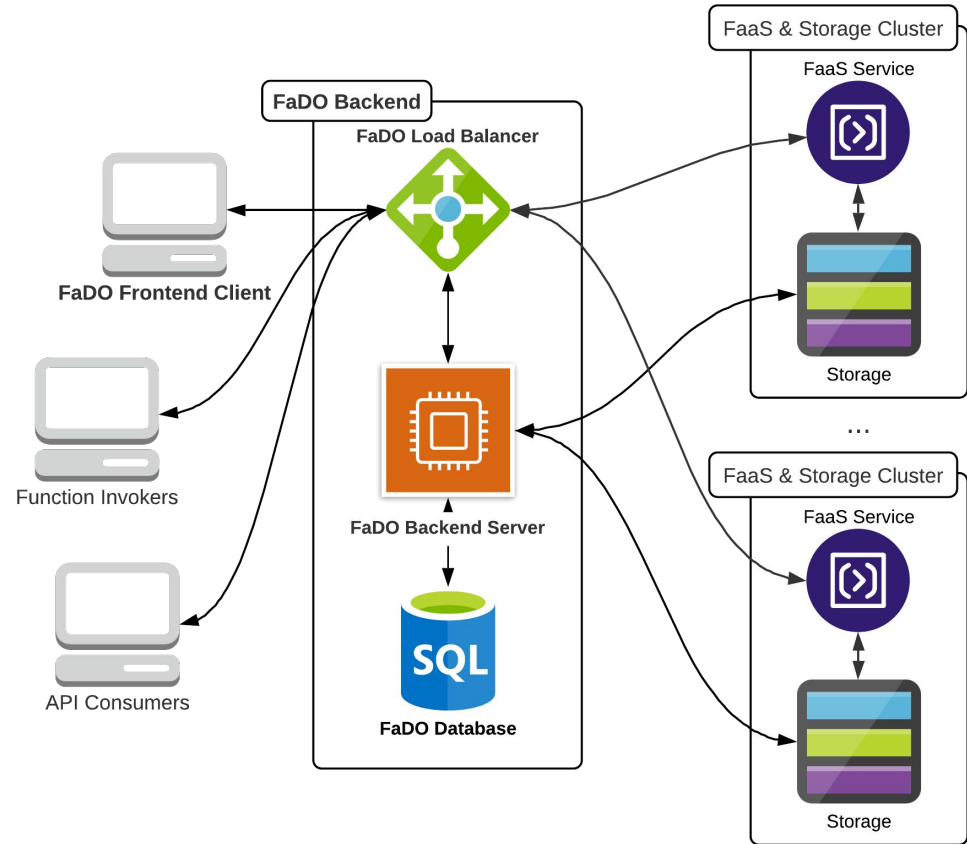 FaaS & Storage Cluster
FaaS Service
Storage
FaDO Backend
FaDO Load Balancer
FaDO Frontend Client
Function Invokers
API Consumers
FaDO Backend Server
SQL
FaDO Database
...
FaaS & Storage Cluster
FaaS Service
Storage